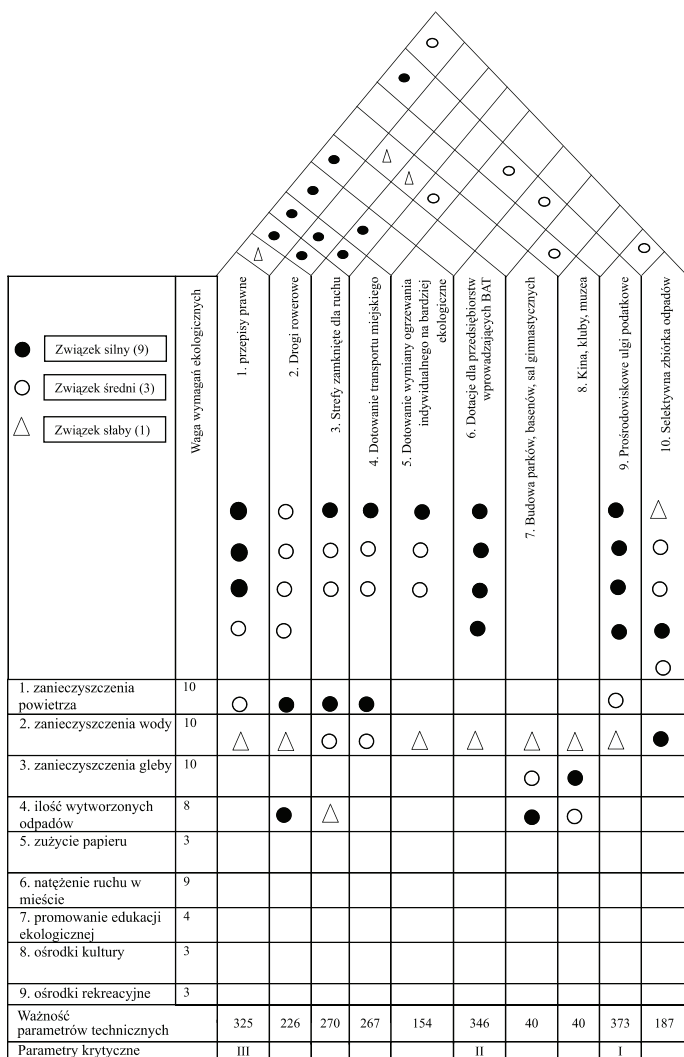 Związek silny (9)
Związek średni (3)
Związek słaby (1)
Waga wymagań ekologicznych
1. przepisy prawne
2. Drogi rowerowe
3. Strefy zamknięte dla ruchu
4. Dotowanie transportu miejskiego
5. Dotowanie wymiany ogrzewania
indywidualnego na bardziej
ekologiczne
6. Dotacje dla przedsiębiorstw
wprowadzających BAT
7. Budowa parków, basenów, sal gimnastycznych
8. Kina, kluby, muzea
9. Prośrodowiskowe ulgi podatkowe
10. Selektywna zbiórka odpadów
1. zanieczyszczenia 10
powietrza
2. zanieczyszczenia wody 10
3. zanieczyszczenia gleby 10
4. ilość wytworzonych 8
odpadów
5. zużycie papieru 3
6. natężenie ruchu w 9
mieście
7. promowanie edukacji 4
ekologicznej
8. ośrodki kultury 3
9. ośrodki rekreacyjne 3
Ważność
parametrów technicznych 325 226 270 267 154 346 40 40 373 187
Parametry krytyczne III II I